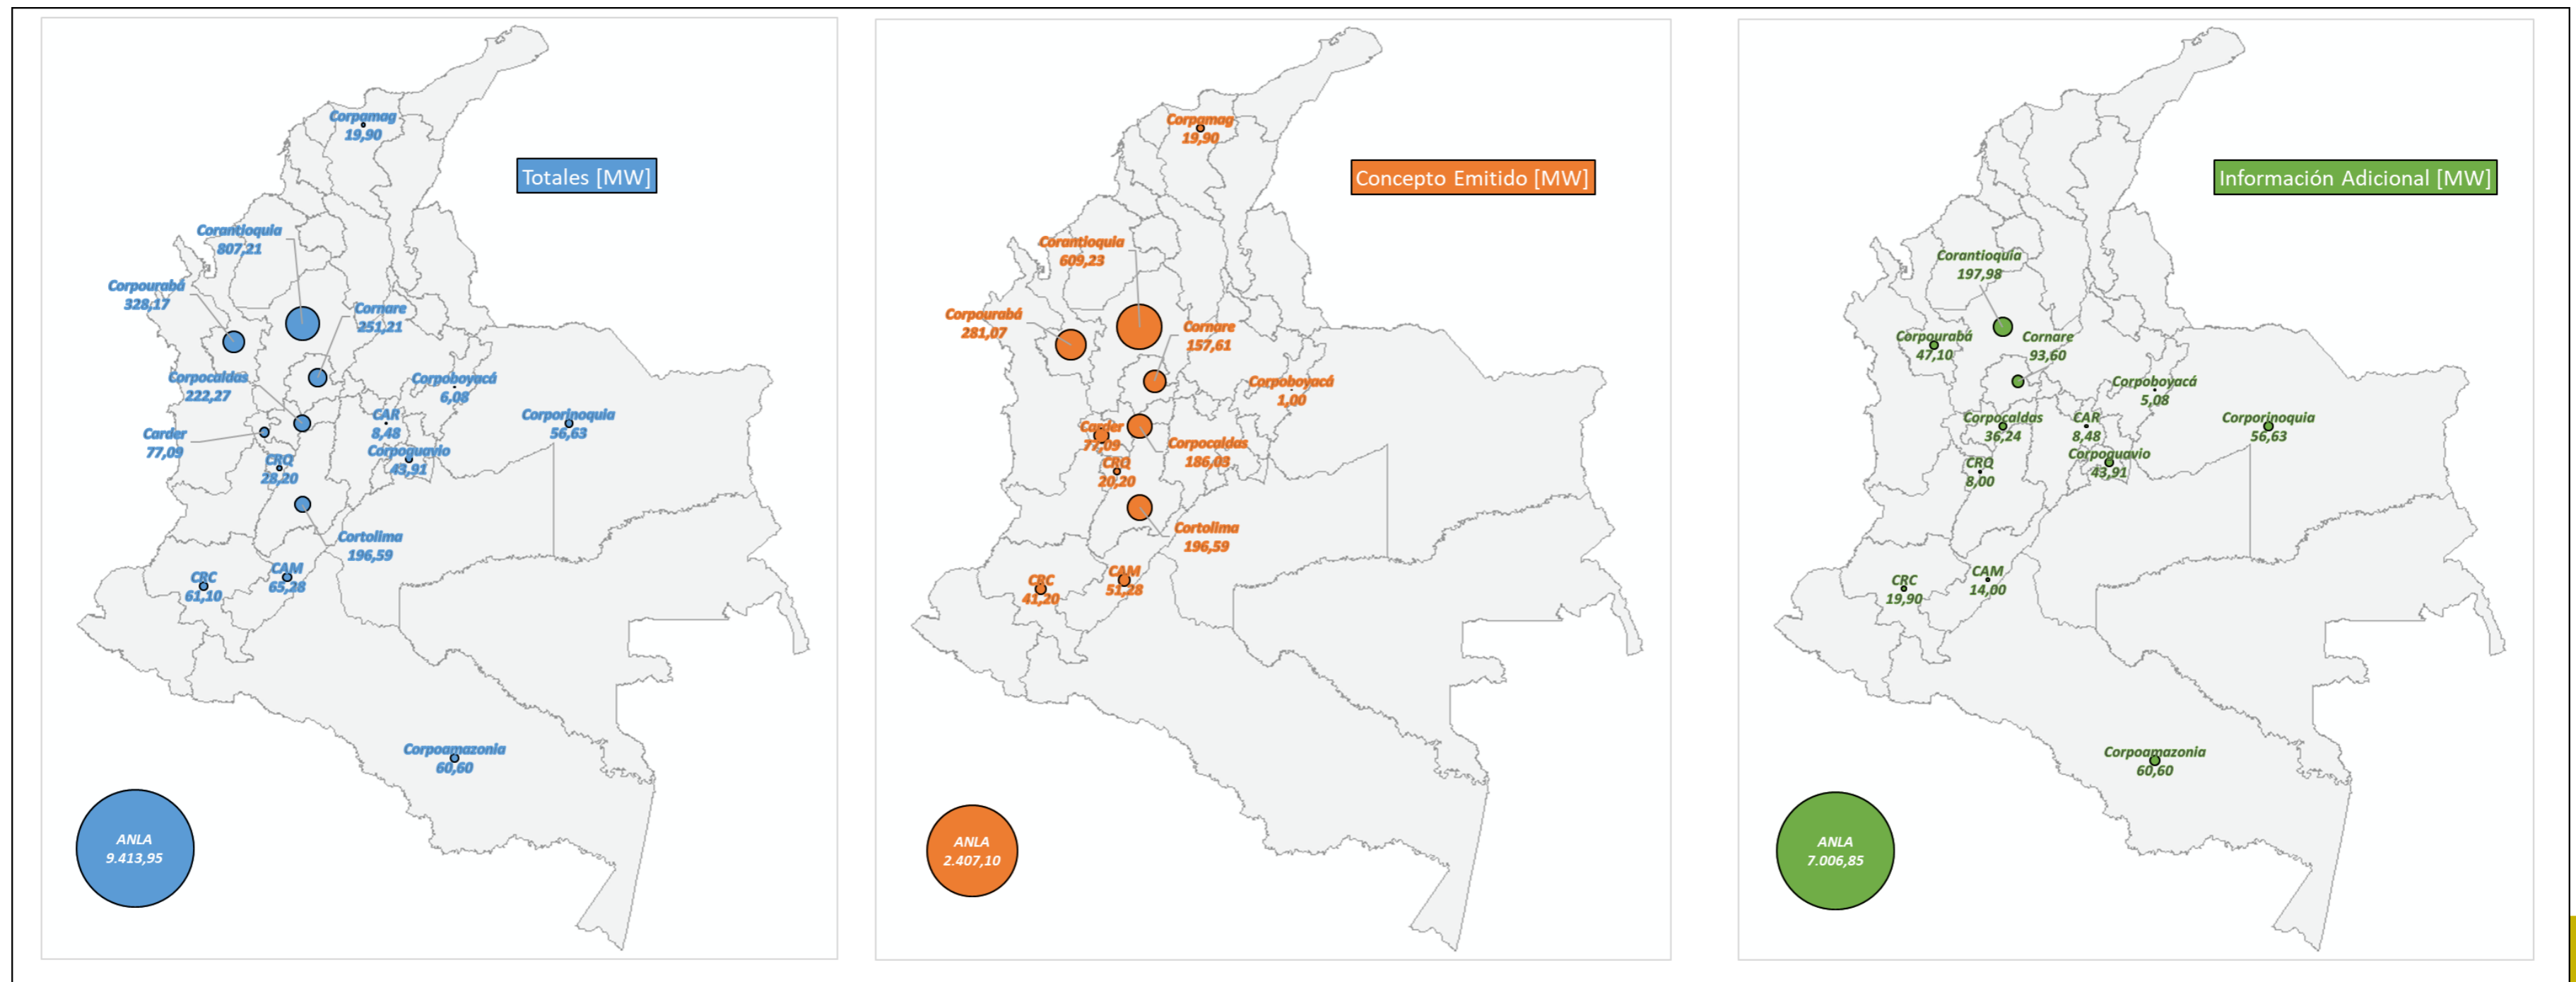 Totales [MW]
Corpamag
19,90
Corantioquia
807,21
Corpourabá
328,17
Cornare
251,21
Corpocaldas
222,27
Corpoboyacá
6,08
CAR
8,48
Corporinoquia
56,63
Carder
77,09
Corpoguavio
43,91
CRQ
28,20
Cortolima
196,59
CAM
65,28
CRC
61,10
Corpoamazonia
60,60
ANLA
9.413,95
Concepto Emitido [MW]
Corpamag
19,90
Corantioquia
609,23
Corpourabá
281,07
Cornare
157,61
Corpoboyacá
1,00
Carder
77,09
Corpocaldas
186,03
CRQ
20,20
Cortolima
196,59
CAM
51,28
CRC
41,20
ANLA
2.407,10
Información Adicional [MW]
Corantioquia
197,98
Corpourabá
47,10
Cornare
93,60
Corpoboyacá
5,08
Corpocaldas
36,24
CAR
8,48
Corporinoquia
56,63
Corpoguavio
43,91
CRQ
8,00
CAM
14,00
CRC
19,90
Corpoamazonia
60,60
ANLA
7.006,85